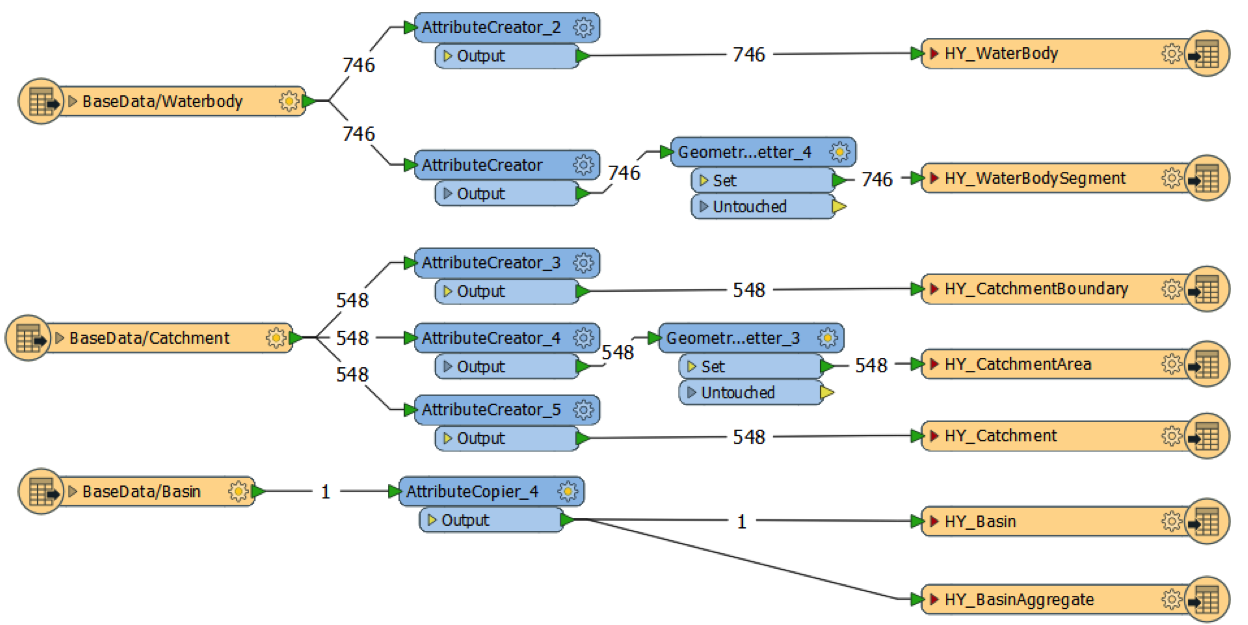 AttributeCreator_2
Output
746
746
HY_WaterBody
BaseData/Waterbody
746
AttributeCreator
Output
746
Geometr...etter_4
Set
Untouched
746
HY_WaterBodySegment
AttributeCreator_3
Output
548
548
HY_CatchmentBoundary
BaseData/Catchment
548
AttributeCreator_4
Output
548
Geometr...etter_3
Set
Untouched
548
HY_CatchmentArea
548
AttributeCreator_5
Output
548
HY_Catchment
BaseData/Basin
1
AttributeCopier_4
Output
1
HY_Basin
HY_BasinAggregate